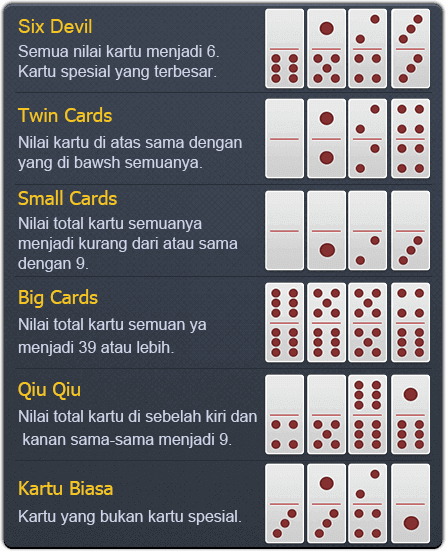 Six Devil
Semua nilai kartu menjadi 6.
Kartu spesial yang terbesar.
Twin Cards
Nilai kartu di atas sama dengan
yang di bawsh semuanya.
Small Cards
Nilai total kartu semuanya
menjadi kurang dari atau sama
dengan 9.
Big Cards
Nilai total kartu semuan ya
menjadi 39 atau lebih.
Qiu Qiu
Nilai total kartu di sebelah kiri dan
kanan sama-sama menjadi 9.
Kartu Biasa
Kartu yang bukan kartu spesial.